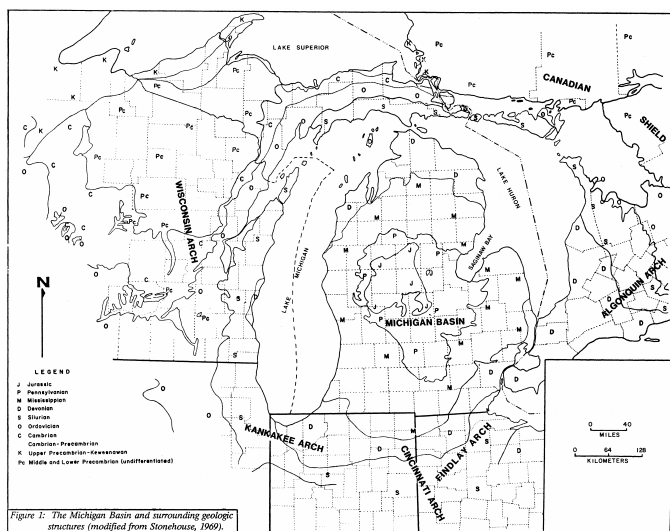 LAKE SUPERIOR
CANADIAN
SHIELD
WISCONSIN ARCH
LAKE MICHIGAN
LAKE HURON
SAGINAW BAY
MICHIGAN BASIN
ALGONQUIN ARCH
KANKAKEE ARCH
CINCINNATI ARCH
FINDLAY ARCH
N
LEGEND
J Jurassic
P Pennsylvanian
M Mississippian
D Devonian
S Silurian
O Ordovician
C Cambrian
Cambrian-Precambrian
K Upper Precambrian-Keweenawan
Pc Middle and Lower Precambrian (undifferentiated)
0 40
MILES
0 64 128
KILOMETERS
Figure 1: The Michigan Basin and surrounding geologic
structures (modified from Stonehouse, 1969).